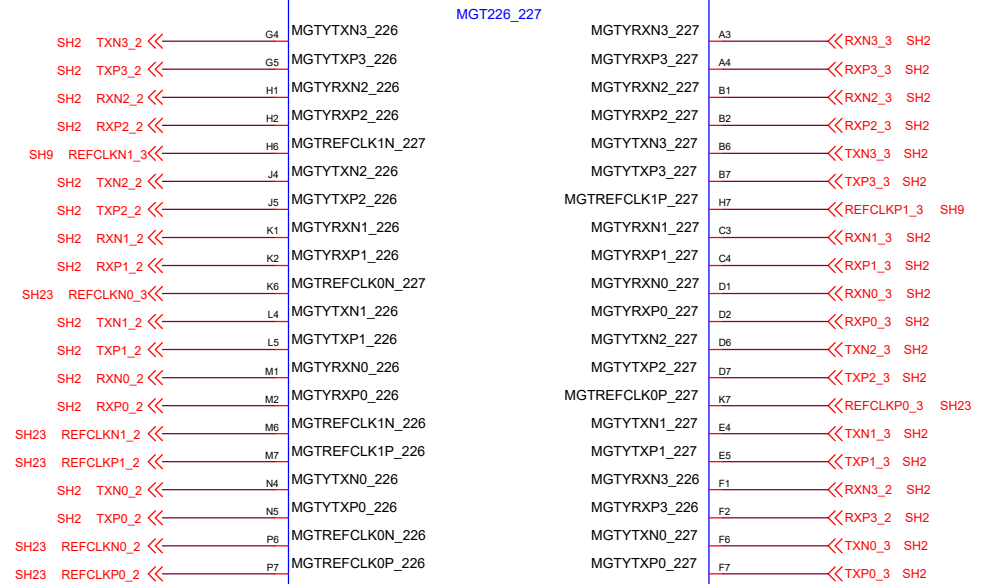 MGT226_227
SH2 TXN3_2 G4 MGTYTXN3_226 MGTYRXN3_227 A3 RXN3_3 SH2
SH2 TXP3_2 G5 MGTYTXP3_226 MGTYRXP3_227 A4 RXP3_3 SH2
SH2 RXN2_2 H1 MGTYRXN2_226 MGTYRXN2_227 B1 RXN2_3 SH2
SH2 RXP2_2 H2 MGTYRXP2_226 MGTYRXP2_227 B2 RXP2_3 SH2
SH9 REFCLKN1_3 H6 MGTREFCLK1N_227 MGTYTXN3_227 B6 TXN3_3 SH2
SH2 TXN2_2 J4 MGTYTXN2_226 MGTYTXP3_227 B7 TXP3_3 SH2
SH2 TXP2_2 J5 MGTYTXP2_226 MGTREFCLK1P_227 H7 REFCLKP1_3 SH9
SH2 RXN1_2 K1 MGTYRXN1_226 MGTYRXN1_227 C3 RXN1_3 SH2
SH2 RXP1_2 K2 MGTYRXP1_226 MGTYRXP1_227 C4 RXP1_3 SH2
SH23 REFCLKN0_3 K6 MGTREFCLK0N_227 MGTYRXN0_227 D1 RXN0_3 SH2
SH2 TXN1_2 L4 MGTYTXN1_226 MGTYRXP0_227 D2 RXP0_3 SH2
SH2 TXP1_2 L5 MGTYTXP1_226 MGTYTXN2_227 D6 TXN2_3 SH2
SH2 RXN0_2 M1 MGTYRXN0_226 MGTYTXP2_227 D7 TXP2_3 SH2
SH2 RXP0_2 M2 MGTYRXP0_226 MGTREFCLK0P_227 K7 REFCLKP0_3 SH23
SH23 REFCLKN1_2 M6 MGTREFCLK1N_226 MGTYTXN1_227 E4 TXN1_3 SH2
SH23 REFCLKP1_2 M7 MGTREFCLK1P_226 MGTYTXP1_227 E5 TXP1_3 SH2
SH2 TXN0_2 N4 MGTYTXN0_226 MGTYRXN3_226 F1 RXN3_2 SH2
SH2 TXP0_2 N5 MGTYTXP0_226 MGTYRXP3_226 F2 RXP3_2 SH2
SH23 REFCLKN0_2 P6 MGTREFCLK0N_226 MGTYTXN0_227 F6 TXN0_3 SH2
SH23 REFCLKP0_2 P7 MGTREFCLK0P_226 MGTYTXP0_227 F7 TXP0_3 SH2